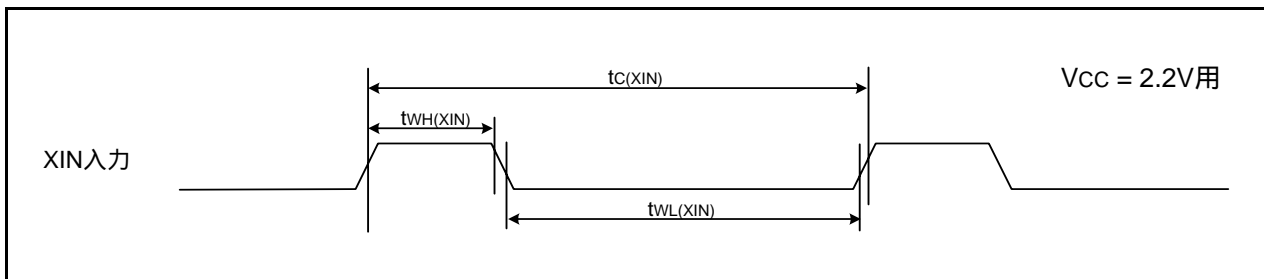 tC(XIN)
VCC = 2.2V用
tWH(XIN)
XIN入力
tWL(XIN)